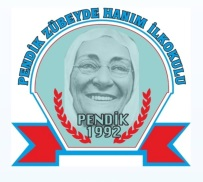 PENDİK ZÜBEYDE HANIM İLKOKULU
PENDİK
1992